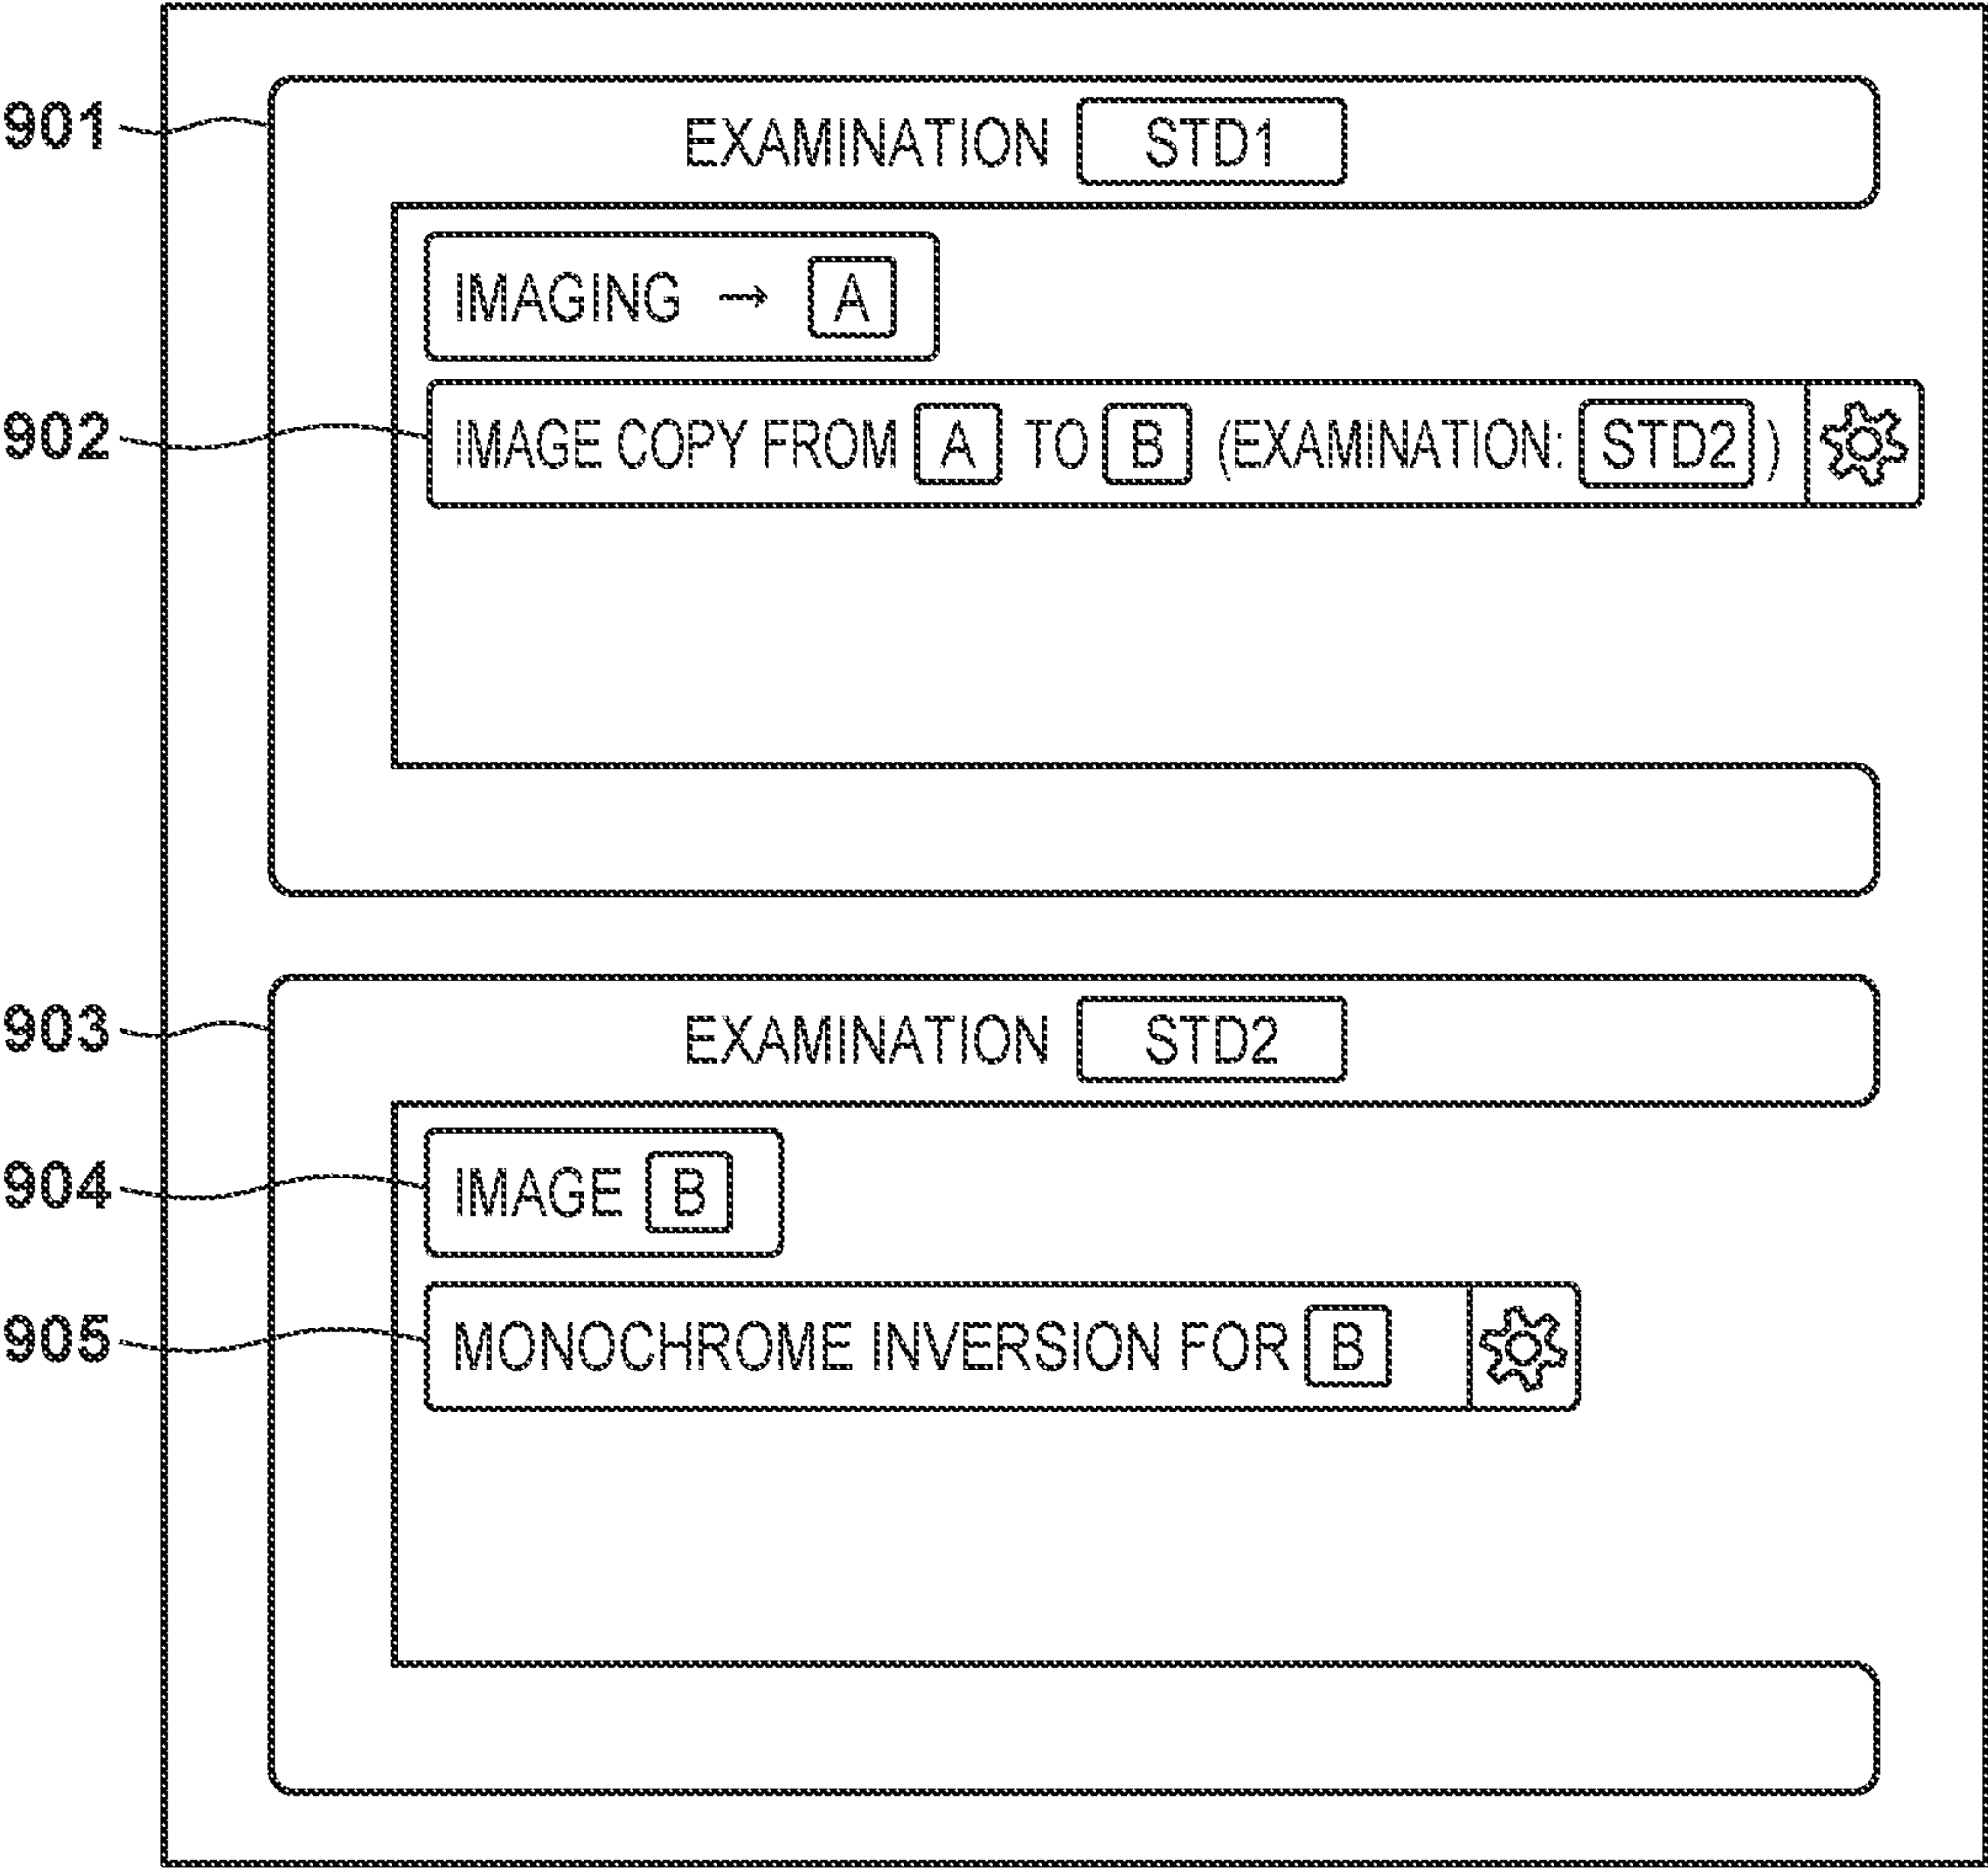 901
EXAMINATION STD1
IMAGING → A
902
IMAGE COPY FROM A TO B (EXAMINATION: STD2)
903
EXAMINATION STD2
904
IMAGE B
905
MONOCHROME INVERSION FOR B